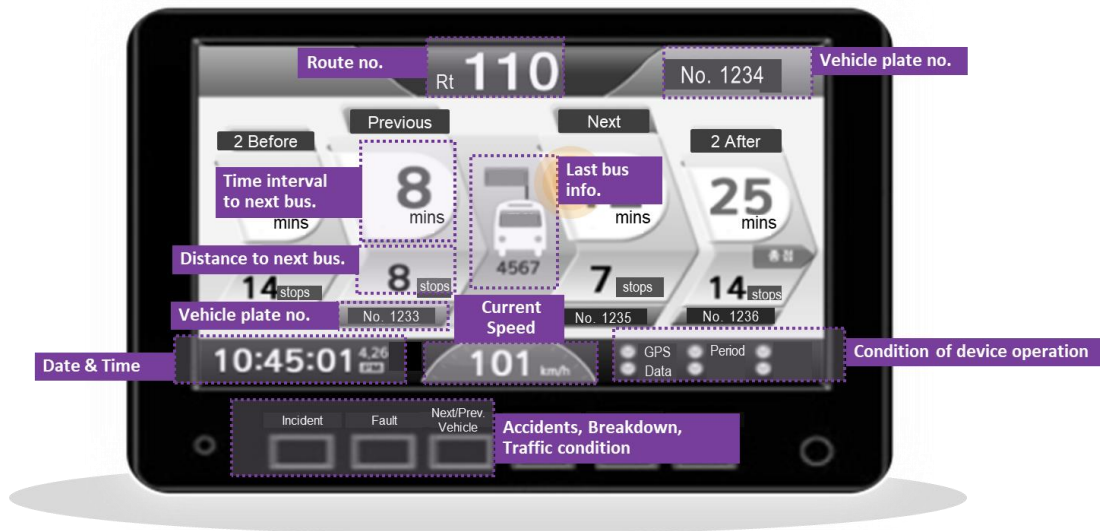 Route no.
Rt 110
No. 1234
Vehicle plate no.
2 Before
Previous
Next
2 After
Time interval
to next bus.
mins
8
mins
Last bus
info.
mins
25
mins
Distance to next bus.
14 stops
8 stops
4567
7 stops
종점
14 stops
Vehicle plate no.
No. 1233
Current
Speed
No. 1235
No. 1236
Date & Time
10:45:01 4,26
PM
101 km/h
GPS
Period
Data
Condition of device operation
Incident
Fault
Next/Prev.
Vehicle
Accidents, Breakdown,
Traffic condition